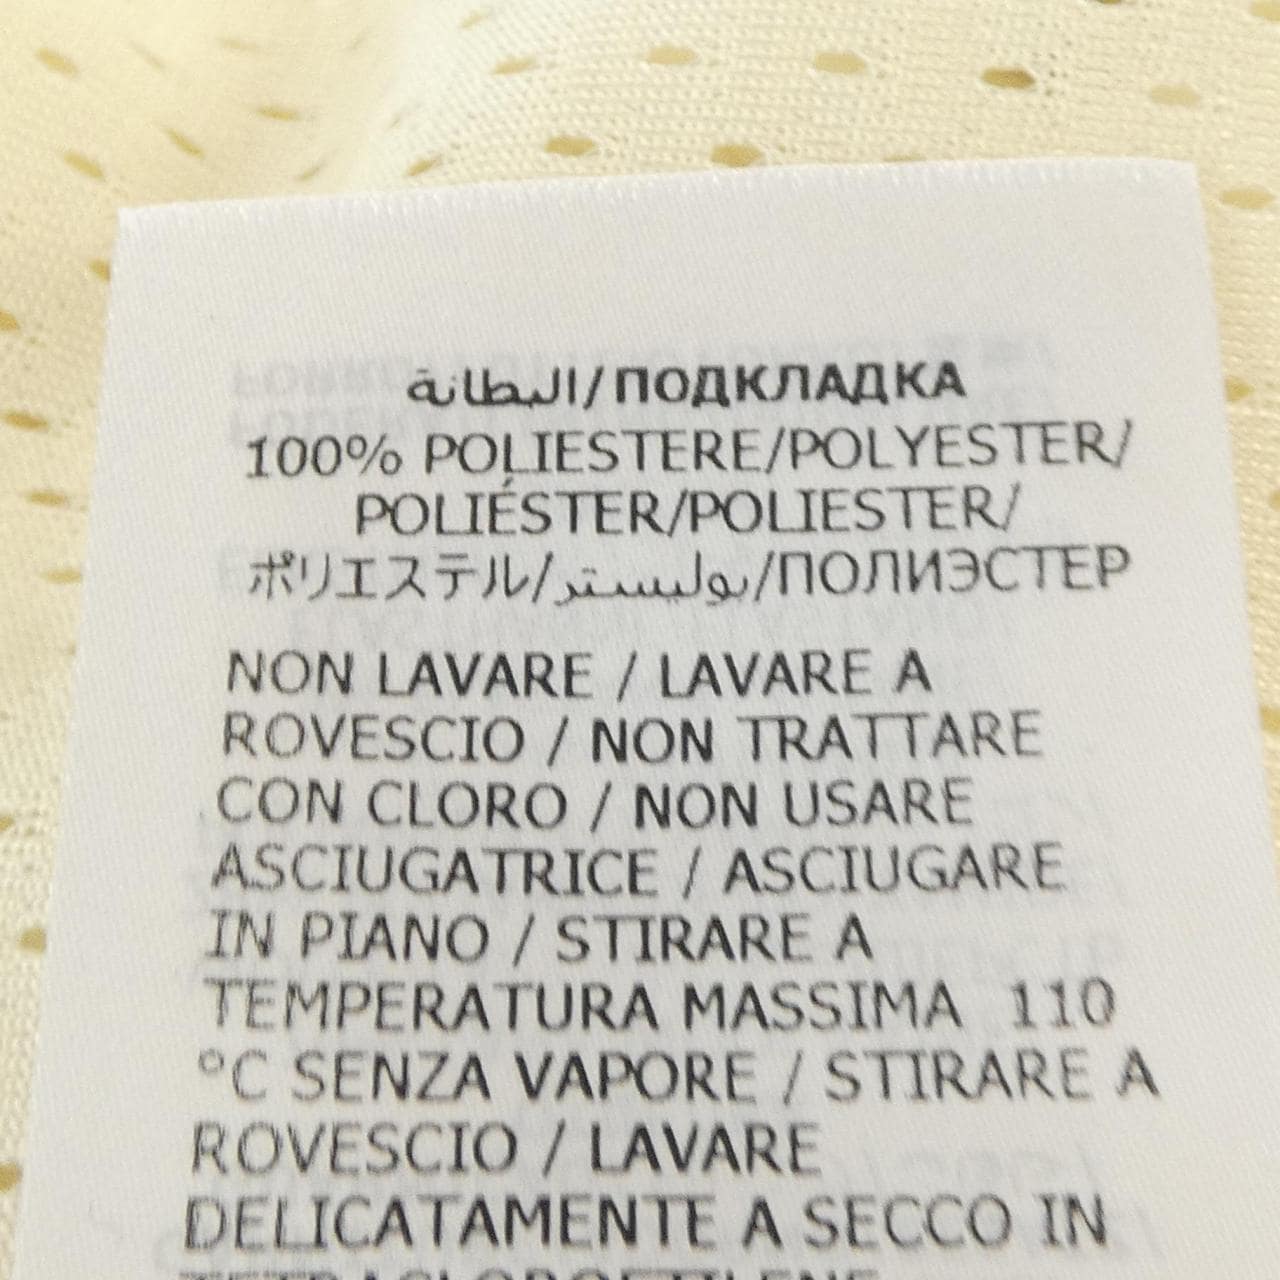 البطانة/ПОДКЛАДКА
100% POLIESTERE/POLYESTER/
POLIÉSTER/POLIESTER/
ポリエステル/بوليستر/ПОЛИЭСТЕР
NON LAVARE / LAVARE A
ROVESCIO / NON TRATTARE
CON CLORO / NON USARE
ASCIUGATRICE / ASCIUGARE
IN PIANO / STIRARE A
TEMPERATURA MASSIMA 110
°C SENZA VAPORE / STIRARE A
ROVESCIO / LAVARE
DELICATAMENTE A SECCO IN